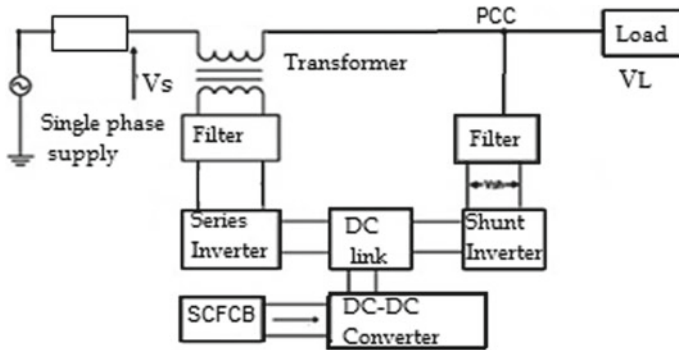 PCC
Load
VL
Vs
Transformer
Single phase
supply
Filter
Filter
Vsh
Series
Inverter
DC
link
Shunt
Inverter
SCFCB
DC-DC
Converter